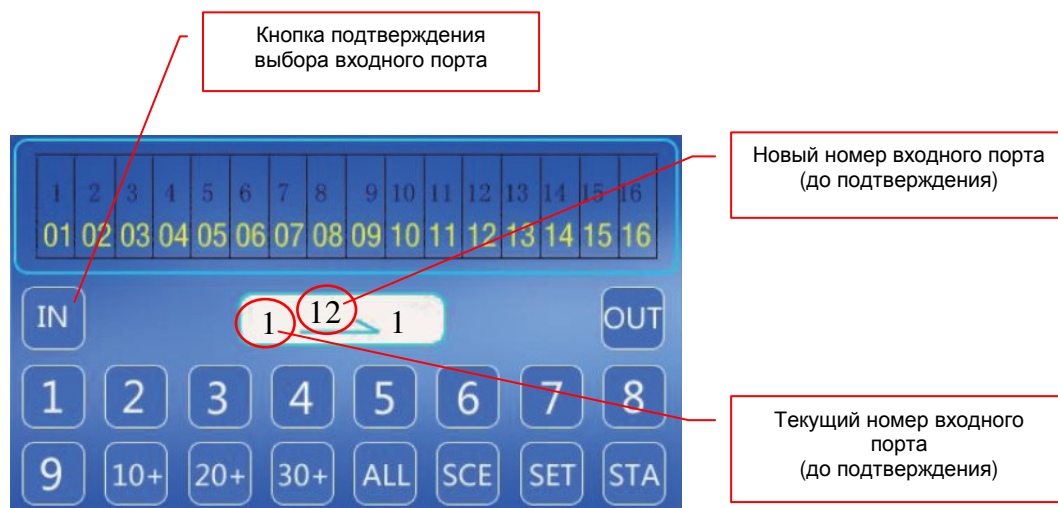 Кнопка подтверждения
выбора входного порта
Новый номер входного порта
(до подтверждения)
1 2 3 4 5 6 7 8 9 10 11 12 13 14 15 16
01 02 03 04 05 06 07 08 09 10 11 12 13 14 15 16
IN 1 12 1 OUT
1 2 3 4 5 6 7 8
Текущий номер входного
порта
(до подтверждения)
9 10+ 20+ 30+ ALL SCE SET STA